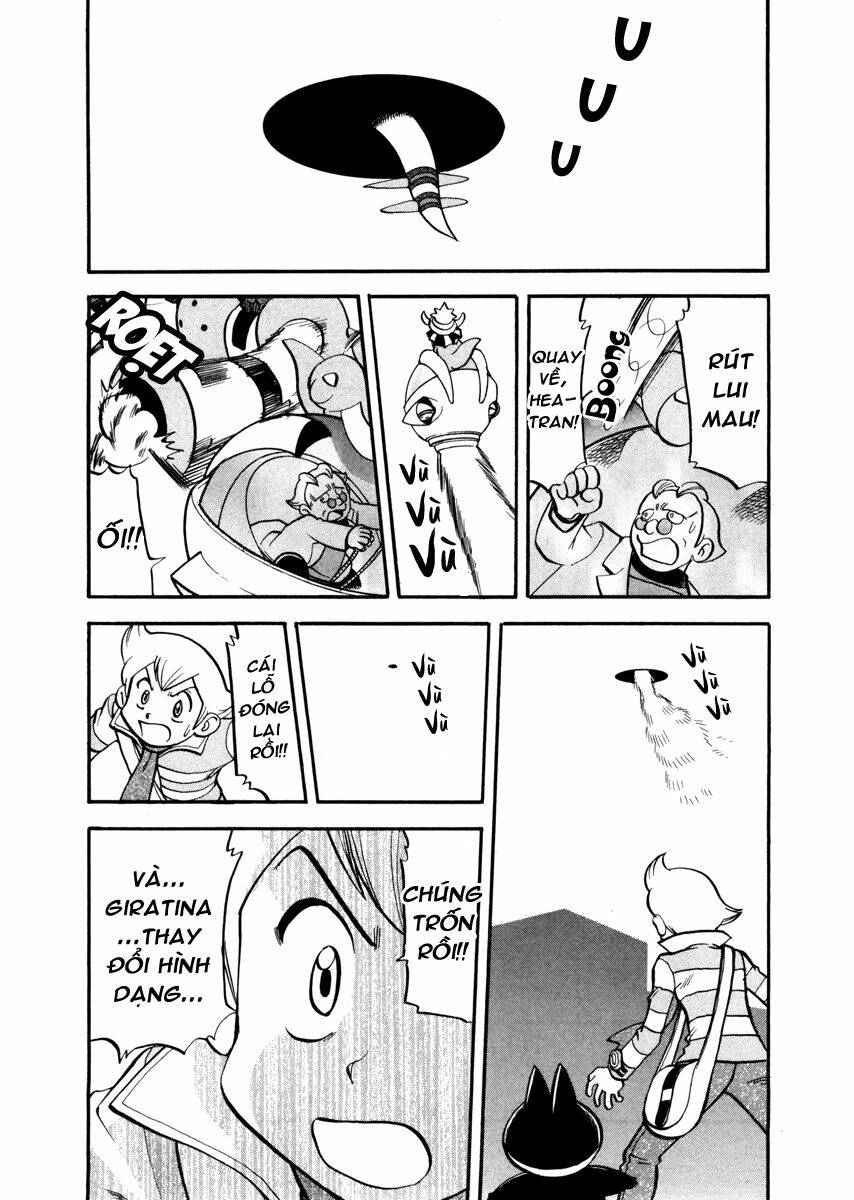 U
U
U
RÚT
LUI
MAU!
Boong
QUAY
VỀ,
HEA-
TRAN!
VÙ
VÙ
VÙ
ROẸT
ỐI!!
VÙ
VÙ
VÙ
VÙ
VÙ
VÙ
CÁI
LỖ
ĐÓNG
LẠI
RỒI!!
CHÚNG
TRỐN
RỒI!!
VÀ...
GIRATINA
...THAY
ĐỔI HÌNH
DẠNG...